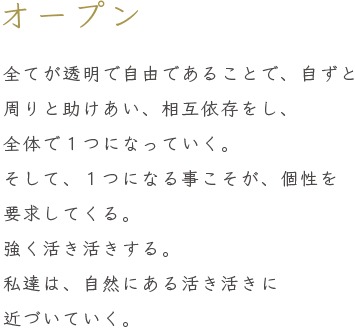 オープン
全てが透明で自由であることで、自ずと
周りと助けあい、相互依存をし、
全体で１つになっていく。
そして、１つになる事こそが、個性を
要求してくる。
強く活き活きする。
私達は、自然にある活き活きに
近づいていく。